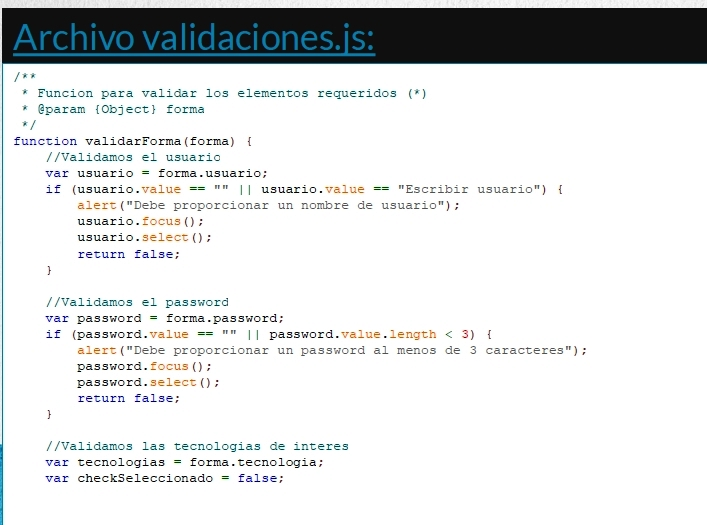 Archivo validaciones.js:
/**
 * Funcion para validar los elementos requeridos (*)
 * @param {Object} forma
 */
function validarForma(forma) {
    //Validamos el usuario
    var usuario = forma.usuario;
    if (usuario.value == "" || usuario.value == "Escribir usuario") {
        alert("Debe proporcionar un nombre de usuario");
        usuario.focus();
        usuario.select();
        return false;
    }

    //Validamos el password
    var password = forma.password;
    if (password.value == "" || password.value.length < 3) {
        alert("Debe proporcionar un password al menos de 3 caracteres");
        password.focus();
        password.select();
        return false;
    }

    //Validamos las tecnologias de interes
    var tecnologias = forma.tecnologia;
    var checkSeleccionado = false;